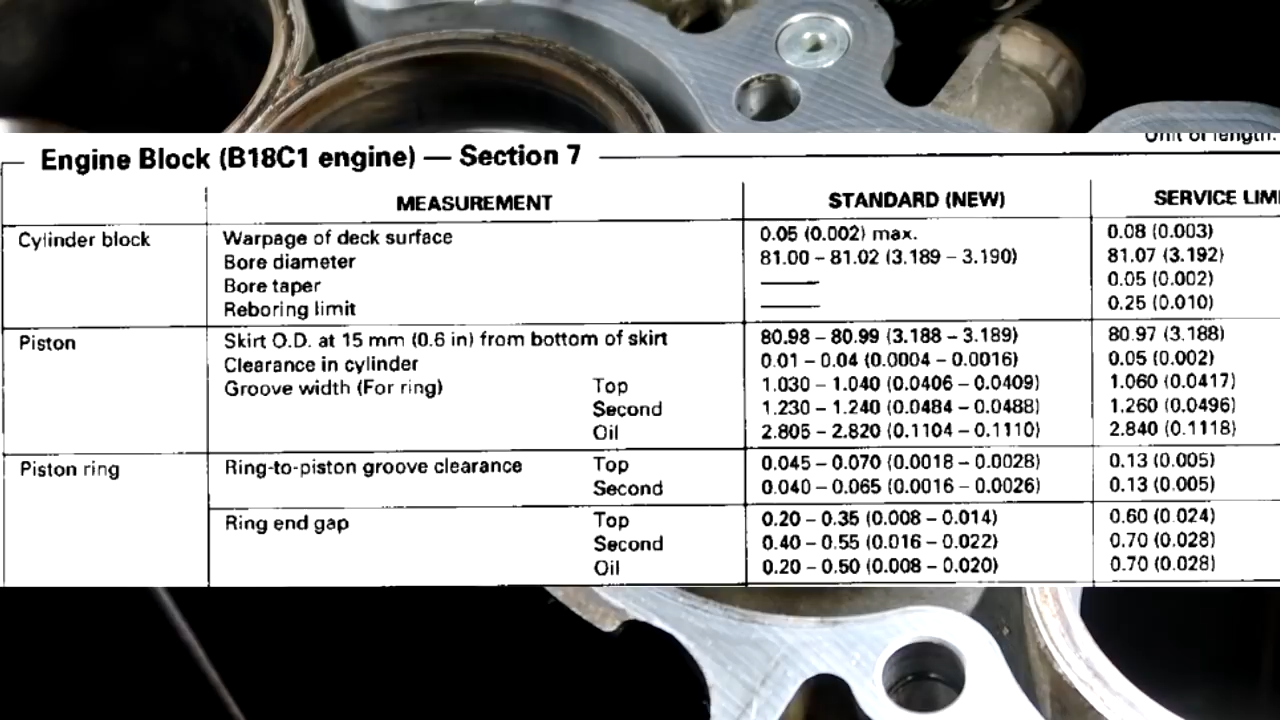 Unit of length:
Engine Block (B18C1 engine) — Section 7
MEASUREMENT STANDARD (NEW) SERVICE LIM
Cylinder block Warpage of deck surface 0.05 (0.002) max. 0.08 (0.003)
Bore diameter 81.00 – 81.02 (3.189 – 3.190) 81.07 (3.192)
Bore taper —— 0.05 (0.002)
Reboring limit —— 0.25 (0.010)
Piston Skirt O.D. at 15 mm (0.6 in) from bottom of skirt 80.98 – 80.99 (3.188 – 3.189) 80.97 (3.188)
Clearance in cylinder 0.01 – 0.04 (0.0004 – 0.0016) 0.05 (0.002)
Groove width (For ring) Top 1.030 – 1.040 (0.0406 – 0.0409) 1.060 (0.0417)
Second 1.230 – 1.240 (0.0484 – 0.0488) 1.260 (0.0496)
Oil 2.805 – 2.820 (0.1104 – 0.1110) 2.840 (0.1118)
Piston ring Ring-to-piston groove clearance Top 0.045 – 0.070 (0.0018 – 0.0028) 0.13 (0.005)
Second 0.040 – 0.065 (0.0016 – 0.0026) 0.13 (0.005)
Ring end gap Top 0.20 – 0.35 (0.008 – 0.014) 0.60 (0.024)
Second 0.40 – 0.55 (0.016 – 0.022) 0.70 (0.028)
Oil 0.20 – 0.50 (0.008 – 0.020) 0.70 (0.028)